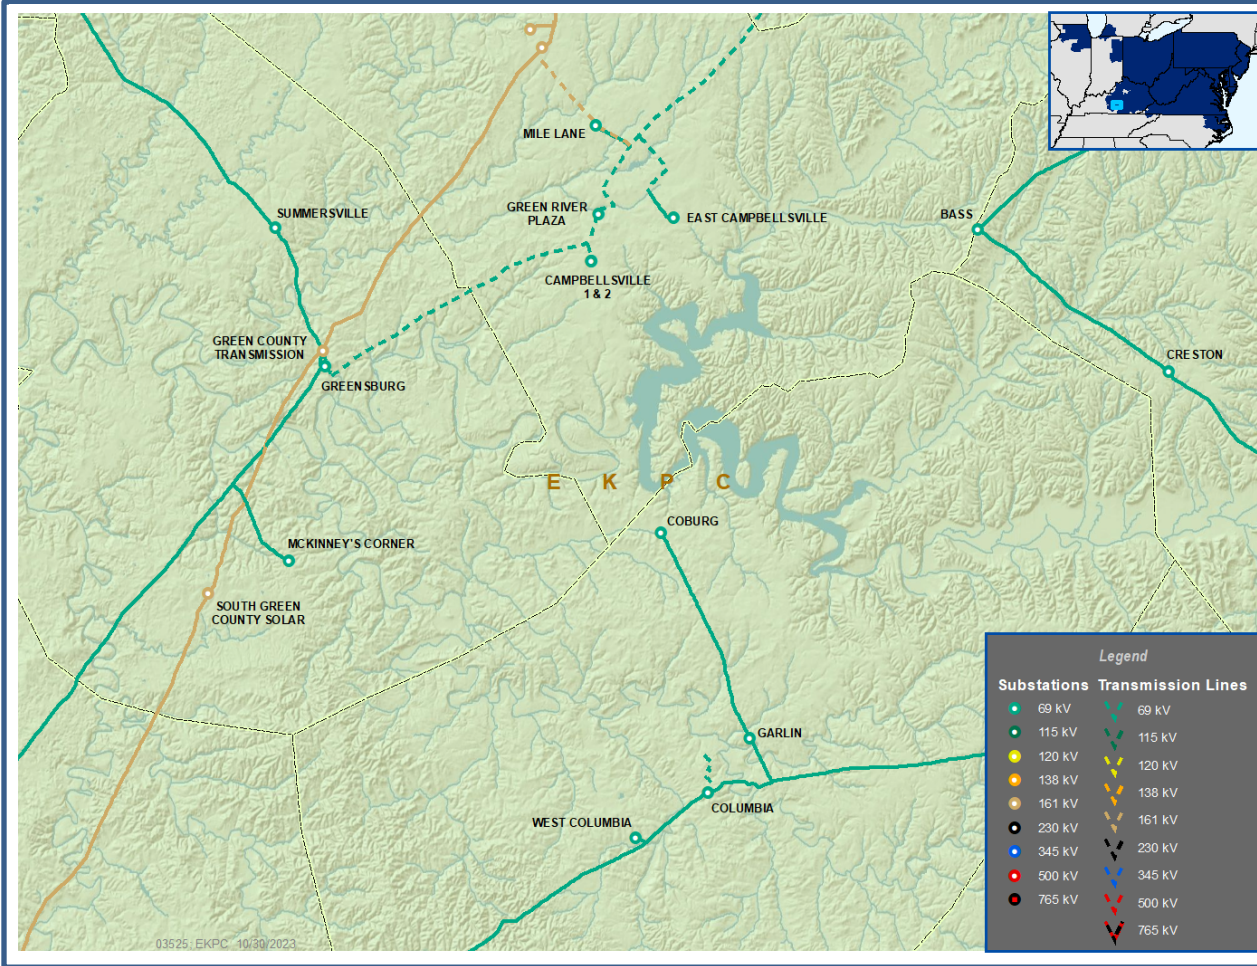 MILE LANE
SUMMERSVILLE
GREEN RIVER
PLAZA
EAST CAMPBELLSVILLE
BASS
CAMPBELLSVILLE
1 & 2
GREEN COUNTY
TRANSMISSION
GREENSBURG
CRESTON
E K P C
COBURG
MCKINNEY'S CORNER
SOUTH GREEN
COUNTY SOLAR
GARLIN
COLUMBIA
WEST COLUMBIA
Legend
Substations Transmission Lines
69 kV 69 kV
115 kV 115 kV
120 kV 120 kV
138 kV 138 kV
161 kV 161 kV
230 kV 230 kV
345 kV 345 kV
500 kV 500 kV
765 kV 765 kV
03525, EKPC 10/30/2023